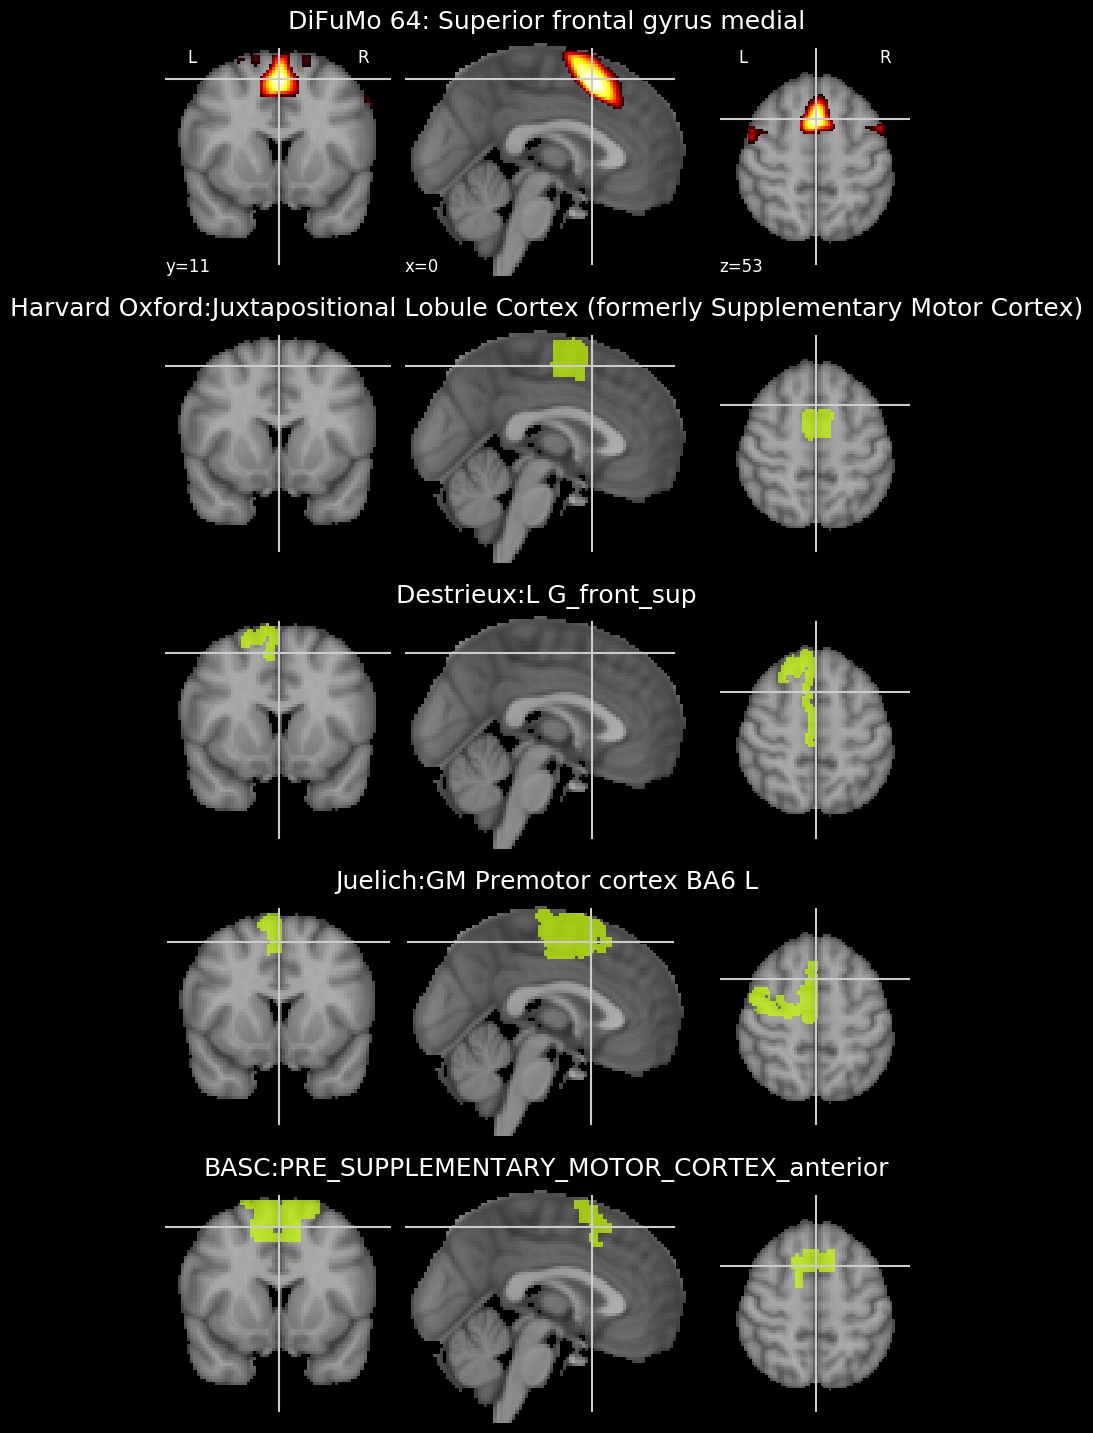 DiFuMo 64: Superior frontal gyrus medial
L R L R
y=11 x=0 z=53
Harvard Oxford:Juxtapositional Lobule Cortex (formerly Supplementary Motor Cortex)
Destrieux:L G_front_sup
Juelich:GM Premotor cortex BA6 L
BASC:PRE_SUPPLEMENTARY_MOTOR_CORTEX_anterior